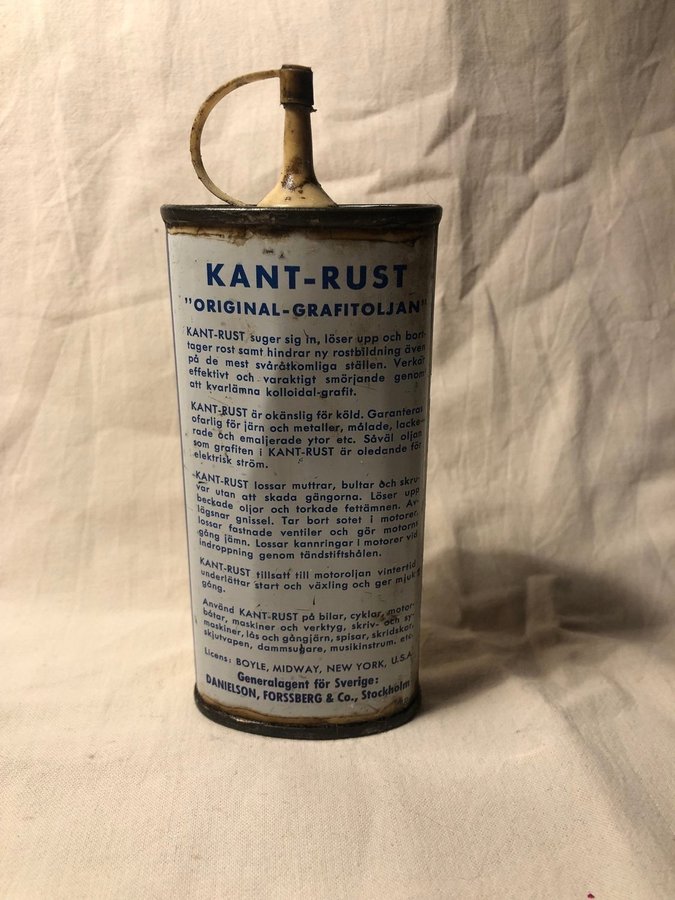 KANT-RUST
"ORIGINAL-GRAFITOLJAN"
KANT-RUST suger sig in, löser upp och bort-
tager rost samt hindrar ny rostbildning även
på de mest svåråtkomliga ställen. Verkar
effektivt och varaktigt smörjande genom
att kvarlämna kolloidal-grafit.
KANT-RUST är okänslig för köld. Garanteras
ofarlig för järn och metaller, målade, lacke-
rade och emaljerade ytor etc. Såväl oljan
som grafiten i KANT-RUST är oledande för
elektrisk ström.
KANT-RUST lossar muttrar, bultar och skru-
var utan att skada gängorna. Löser upp
beckade oljor och torkade fettämnen. Av-
lägsnar gnissel. Tar bort sotet i motorer,
lossar fastnade ventiler och gör motorns
gång jämn. Lossar kannringar i motorer vid
indroppning genom tändstiftshålen.
KANT-RUST tillsatt till motoroljan vintertid
underlättar start och växling och ger mjuk
gång.
Använd KANT-RUST på bilar, cyklar, motor-
båtar, maskiner och verktyg, skriv- och sy-
maskiner, lås och gångjärn, spisar, skridskor,
skjutvapen, dammsugare, musikinstrum. etc.
Licens: BOYLE, MIDWAY, NEW YORK, U.S.A.
Generalagent för Sverige:
DANIELSON, FORSSBERG & Co., Stockholm